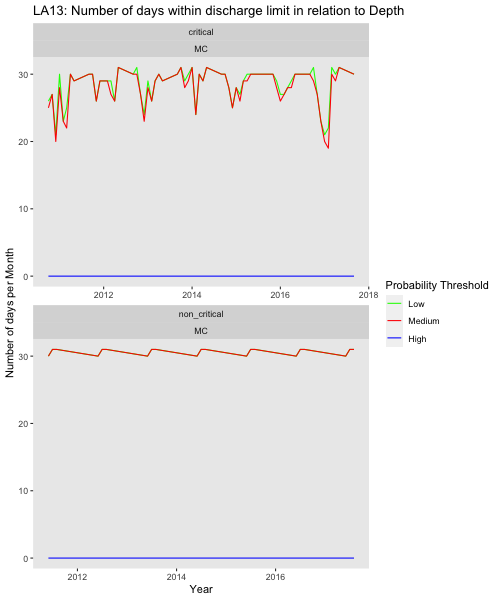 LA13: Number of days within discharge limit in relation to Depth
critical
MC
30
20
10
0
2012
2014
2016
2018
non_critical
MC
30
20
10
0
2012
2014
2016
Year
Number of days per Month
Probability Threshold
Low
Medium
High